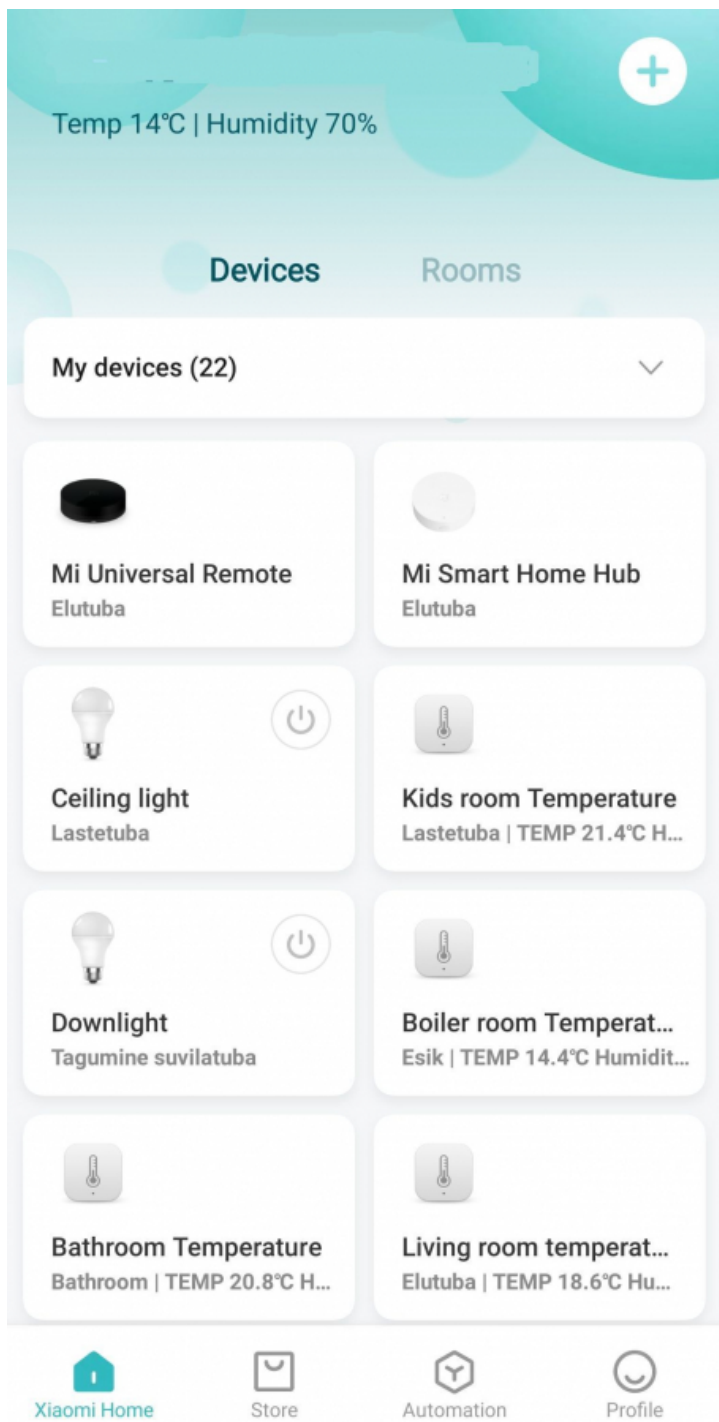 Temp 14℃ | Humidity 70%
Devices Rooms
My devices (22)
Mi Universal Remote
Elutuba
Mi Smart Home Hub
Elutuba
Ceiling light
Lastetuba
Kids room Temperature
Lastetuba | TEMP 21.4℃ H...
Downlight
Tagumine suvilatuba
Boiler room Temperat...
Esik | TEMP 14.4℃ Humidit...
Bathroom Temperature
Bathroom | TEMP 20.8℃ H...
Living room temperat...
Elutuba | TEMP 18.6℃ Hu...
Xiaomi Home Store Automation Profile